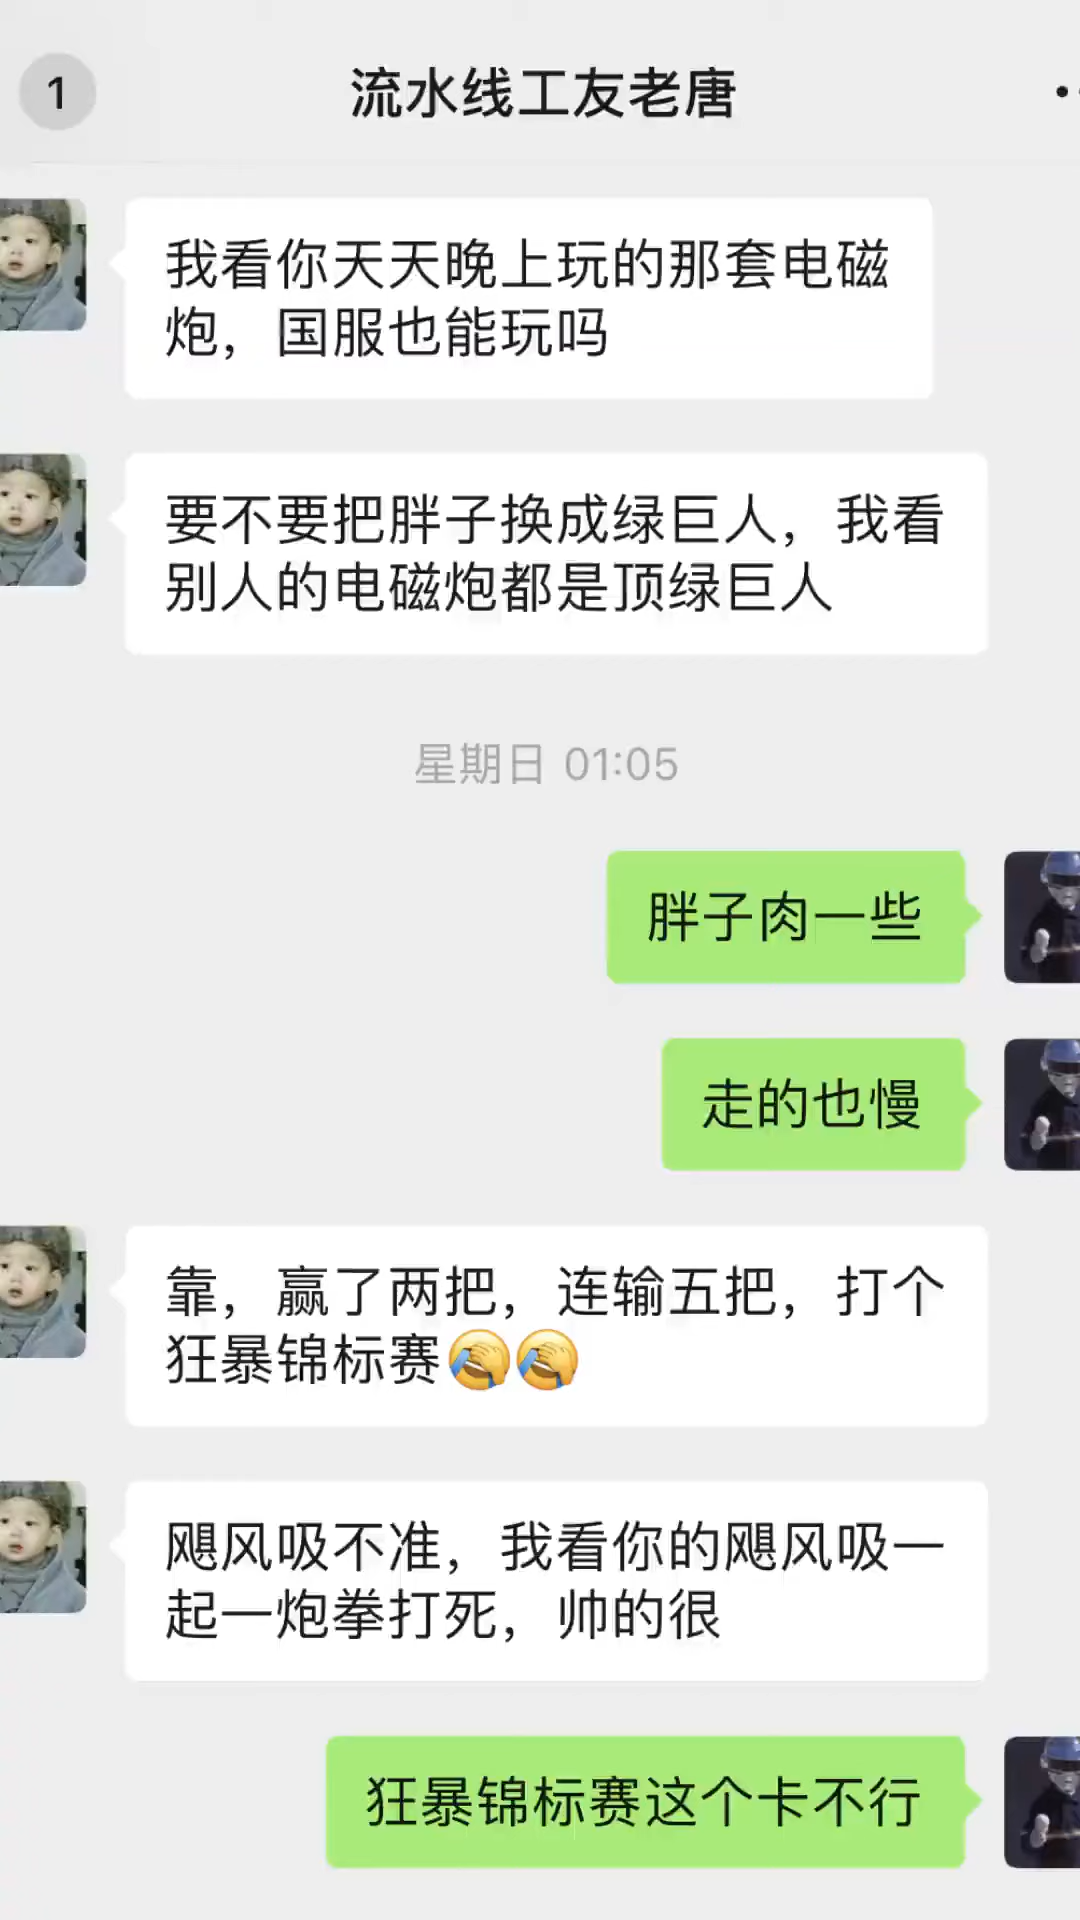 1
流水线工友老唐
我看你天天晚上玩的那套电磁
炮，国服也能玩吗
要不要把胖子换成绿巨人，我看
别人的电磁炮都是顶绿巨人
星期日 01:05
胖子肉一些
走的也慢
靠，赢了两把，连输五把，打个
狂暴锦标赛🤦🤦
飓风吸不准，我看你的飓风吸一
起一炮拳打死，帅的很
狂暴锦标赛这个卡不行